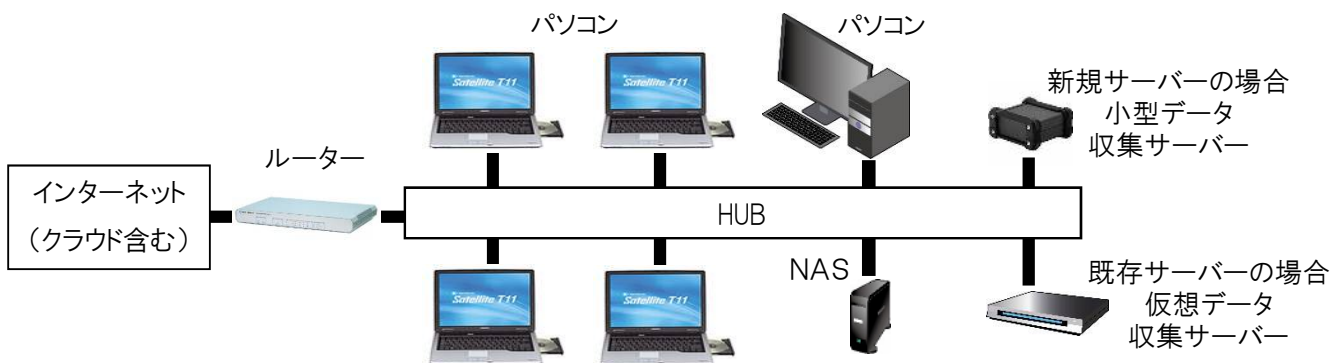 パソコン
パソコン
Satellite T11
Satellite T11
新規サーバーの場合
小型データ
収集サーバー
ルーター
インターネット
（クラウド含む）
HUB
NAS
既存サーバーの場合
仮想データ
収集サーバー
Satellite T11
Satellite T11